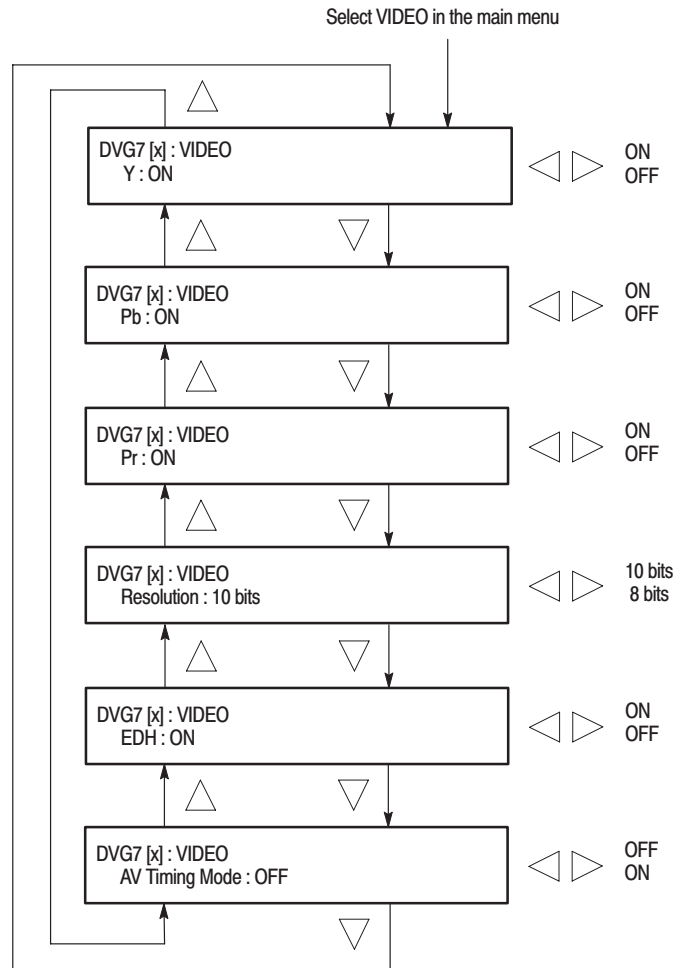 Select VIDEO in the main menu
DVG7 [x] : VIDEO
Y : ON
ON
OFF
DVG7 [x] : VIDEO
Pb : ON
ON
OFF
DVG7 [x] : VIDEO
Pr : ON
ON
OFF
DVG7 [x] : VIDEO
Resolution : 10 bits
10 bits
8 bits
DVG7 [x] : VIDEO
EDH : ON
ON
OFF
DVG7 [x] : VIDEO
AV Timing Mode : OFF
OFF
ON